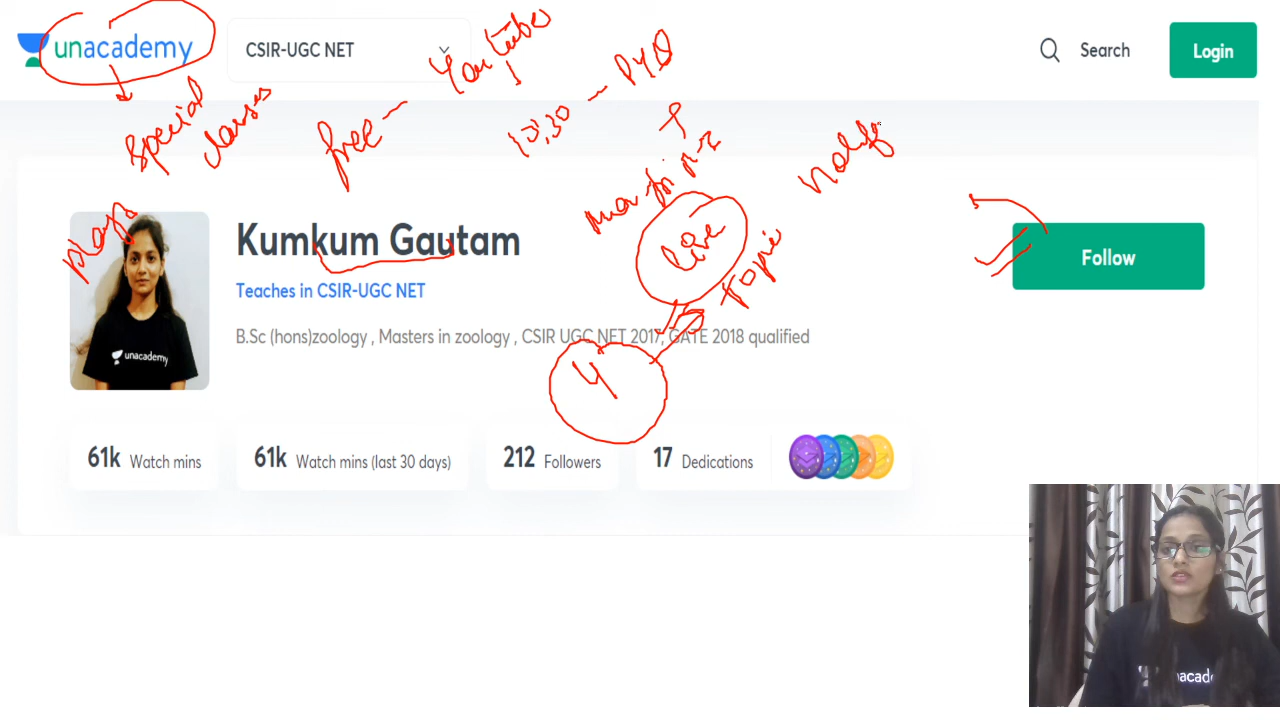 unacademy
CSIR-UGC NET
Search
Login
special
classes
free - Youtube
10:30 - PYQ
+
Live
Topic
Kumkum Gautam
Follow
Teaches in CSIR-UGC NET
B.Sc (hons)zoology , Masters in zoology , CSIR UGC NET 2017, GATE 2018 qualified
unacademy
4
61k Watch mins
61k Watch mins (last 30 days)
212 Followers
17 Dedications